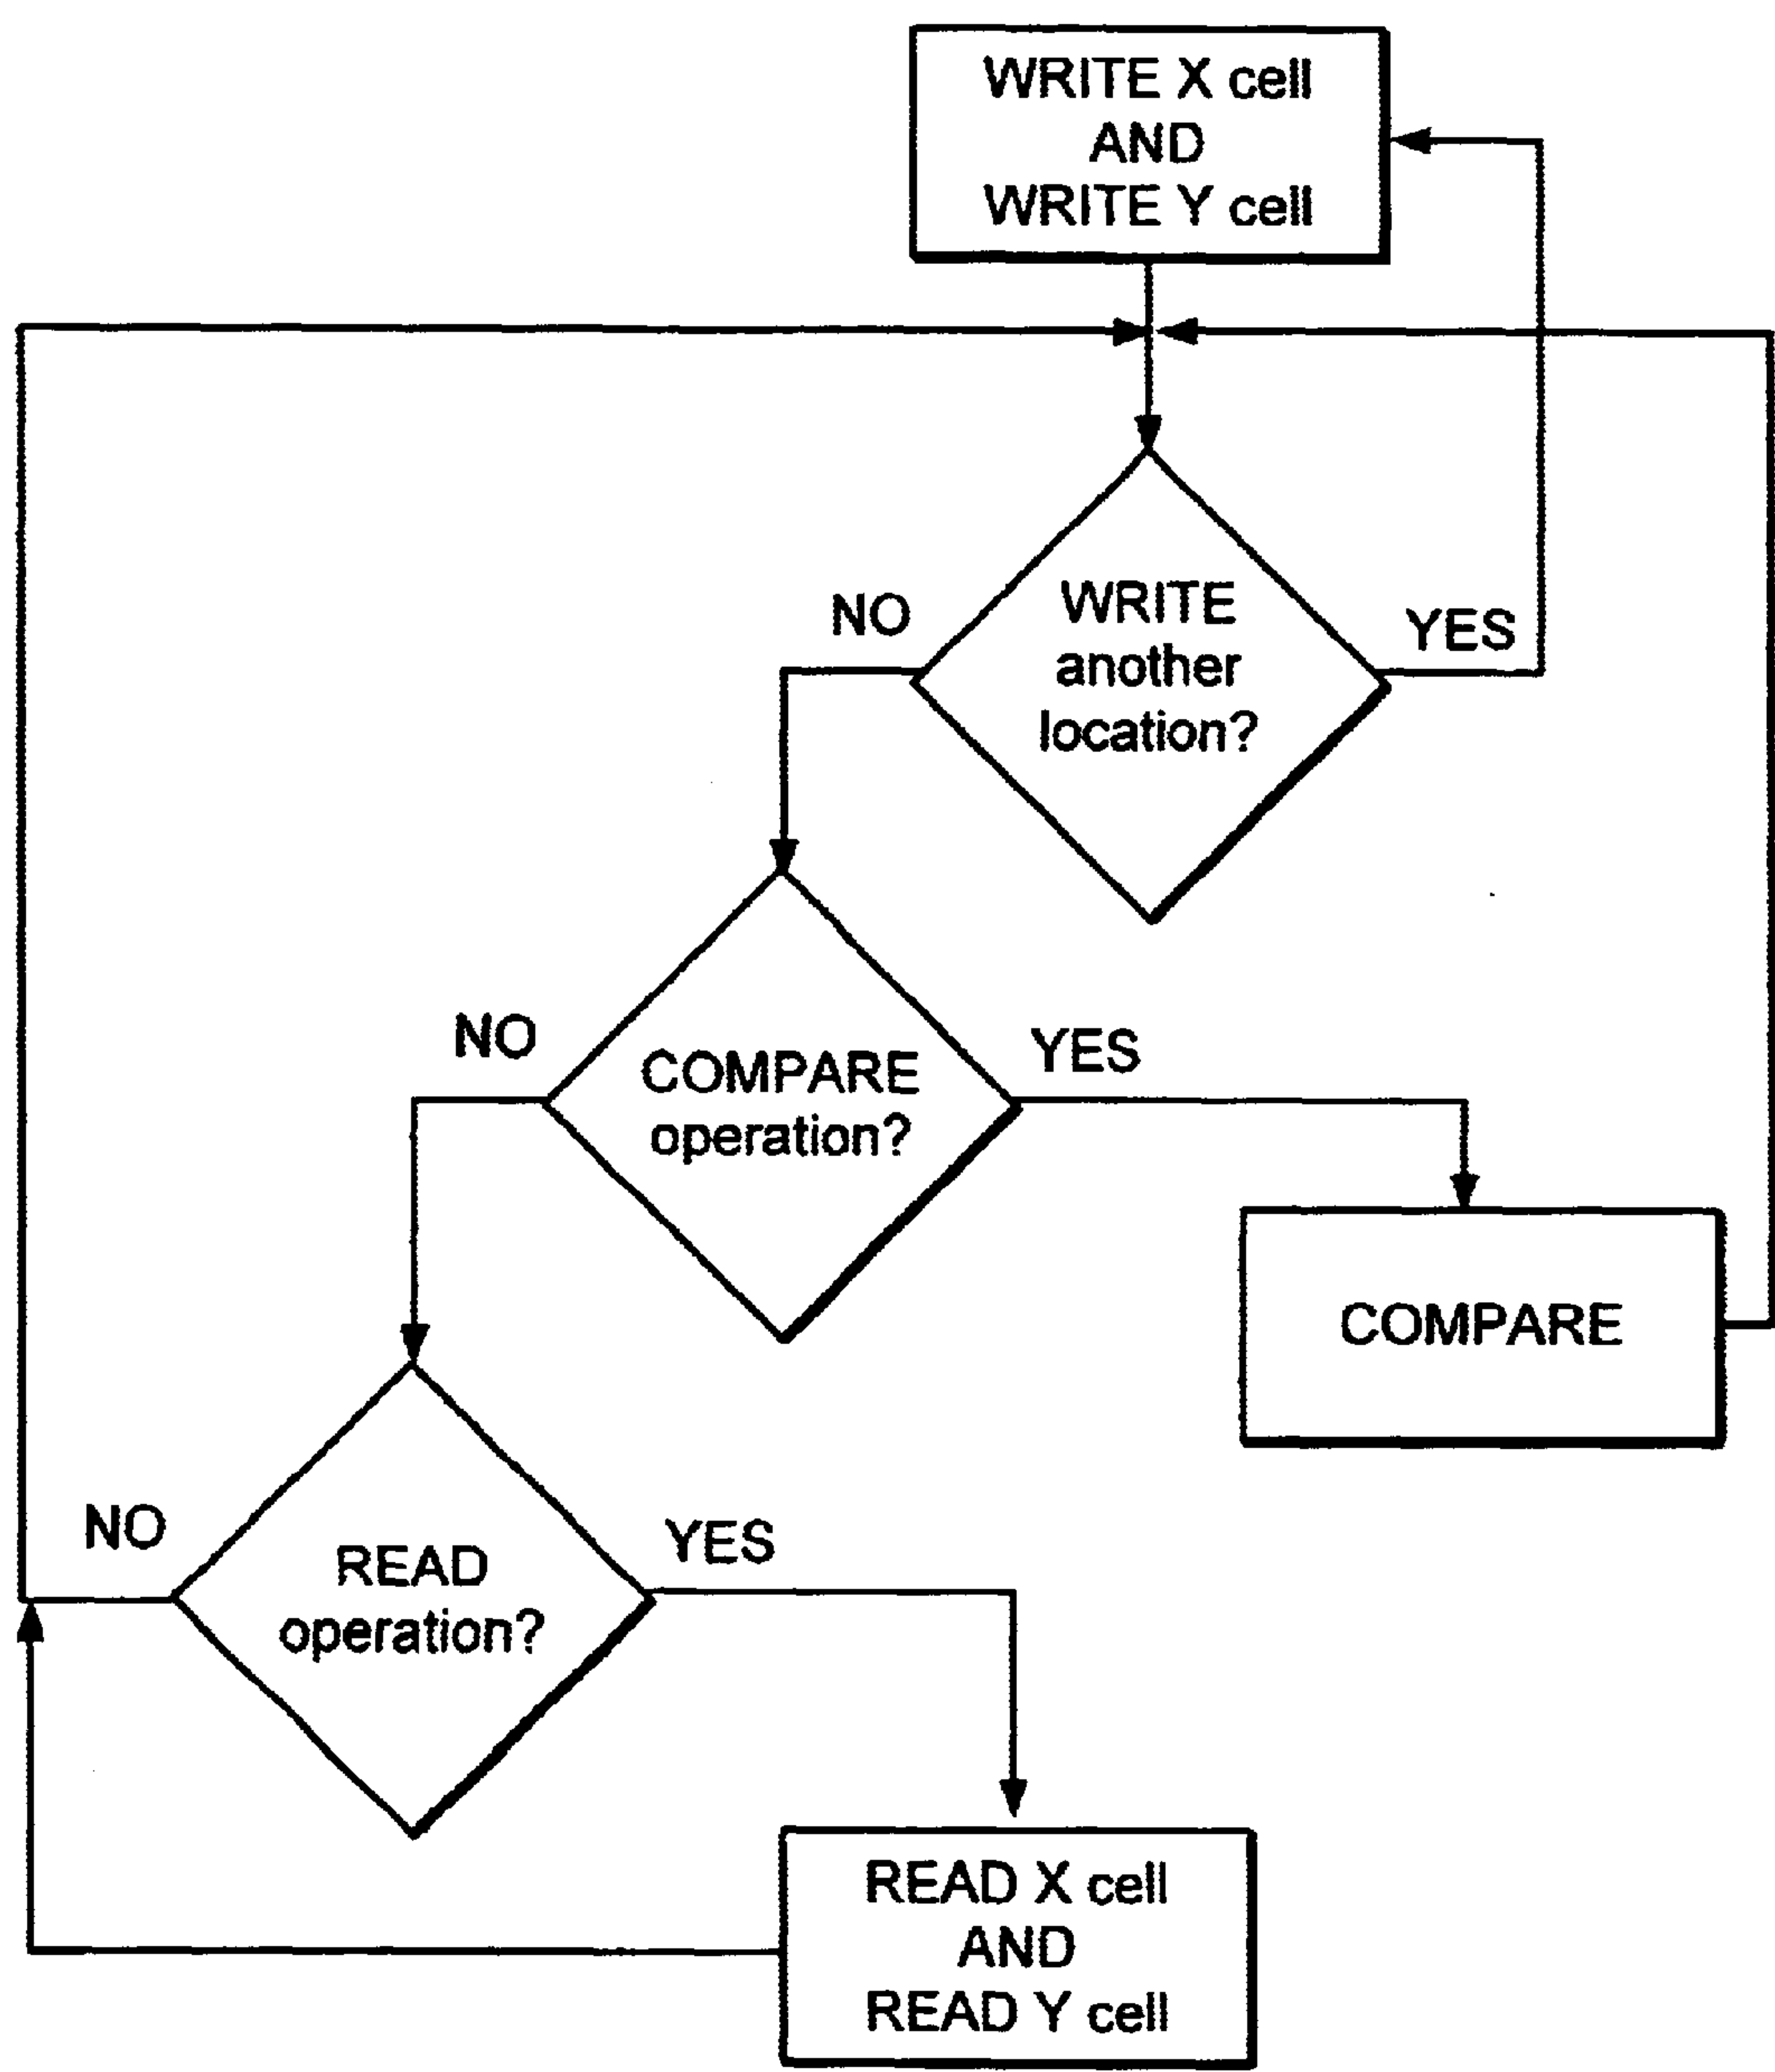 WRITE X cell
AND
WRITE Y cell
NO
WRITE
another
location?
YES
NO
COMPARE
operation?
YES
COMPARE
NO
READ
operation?
YES
READ X cell
AND
READ Y cell